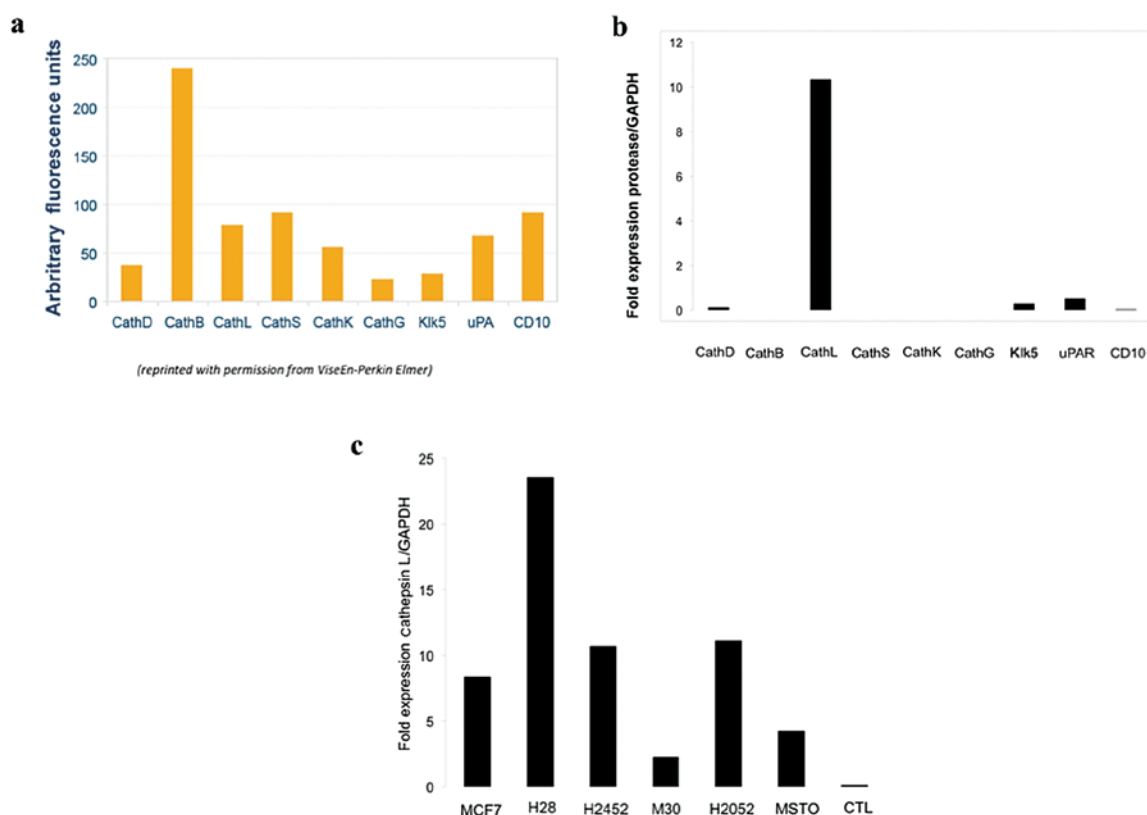 a
Arbritrary fluorescence units
250
200
150
100
50
0
CathD CathB CathL CathS CathK CathG Klk5 uPA CD10
(reprinted with permission from ViseEn-Perkin Elmer)
b
Fold expression protease/GAPDH
12
10
8
6
4
2
0
CathD CathB CathL CathS CathK CathG Klk5 uPAR CD10
c
Fold expression cathepsin L/GAPDH
25
20
15
10
5
0
MCF7 H28 H2452 M30 H2052 MSTO CTL